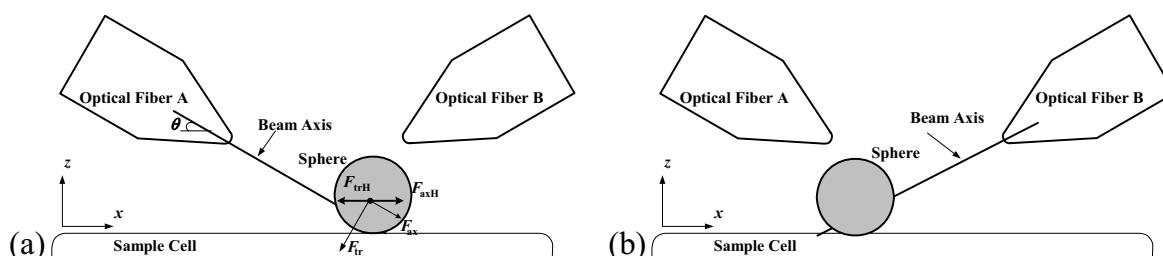 Optical Fiber A
Optical Fiber B
θ
Beam Axis
Sphere
z
F_trH
F_axH
x
F_ax
(a)
Sample Cell
F_tr
Optical Fiber A
Optical Fiber B
Beam Axis
Sphere
z
x
(b)
Sample Cell